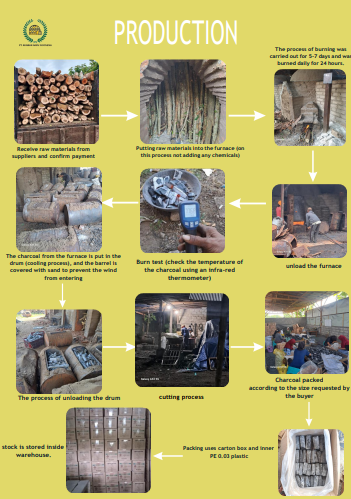 PRODUCTION
The process of burning was
carried out for 5-7 days and was
burned daily for 24 hours.
Receive raw materials from
suppliers and confirm payment
Putting raw materials into the furnace (on
this process not adding any chemicals)
The charcoal from the furnace is put in the
drum (cooling process), and the barrel is
covered with sand to prevent the wind
from entering
Burn test (check the temperature of
the charcoal using an infra-red
thermometer)
unload the furnace
The process of unloading the drum
cutting process
Charcoal packed
according to the size requested by
the buyer
stock is stored inside
warehouse.
Packing uses carton box and inner
PE 0.03 plastic